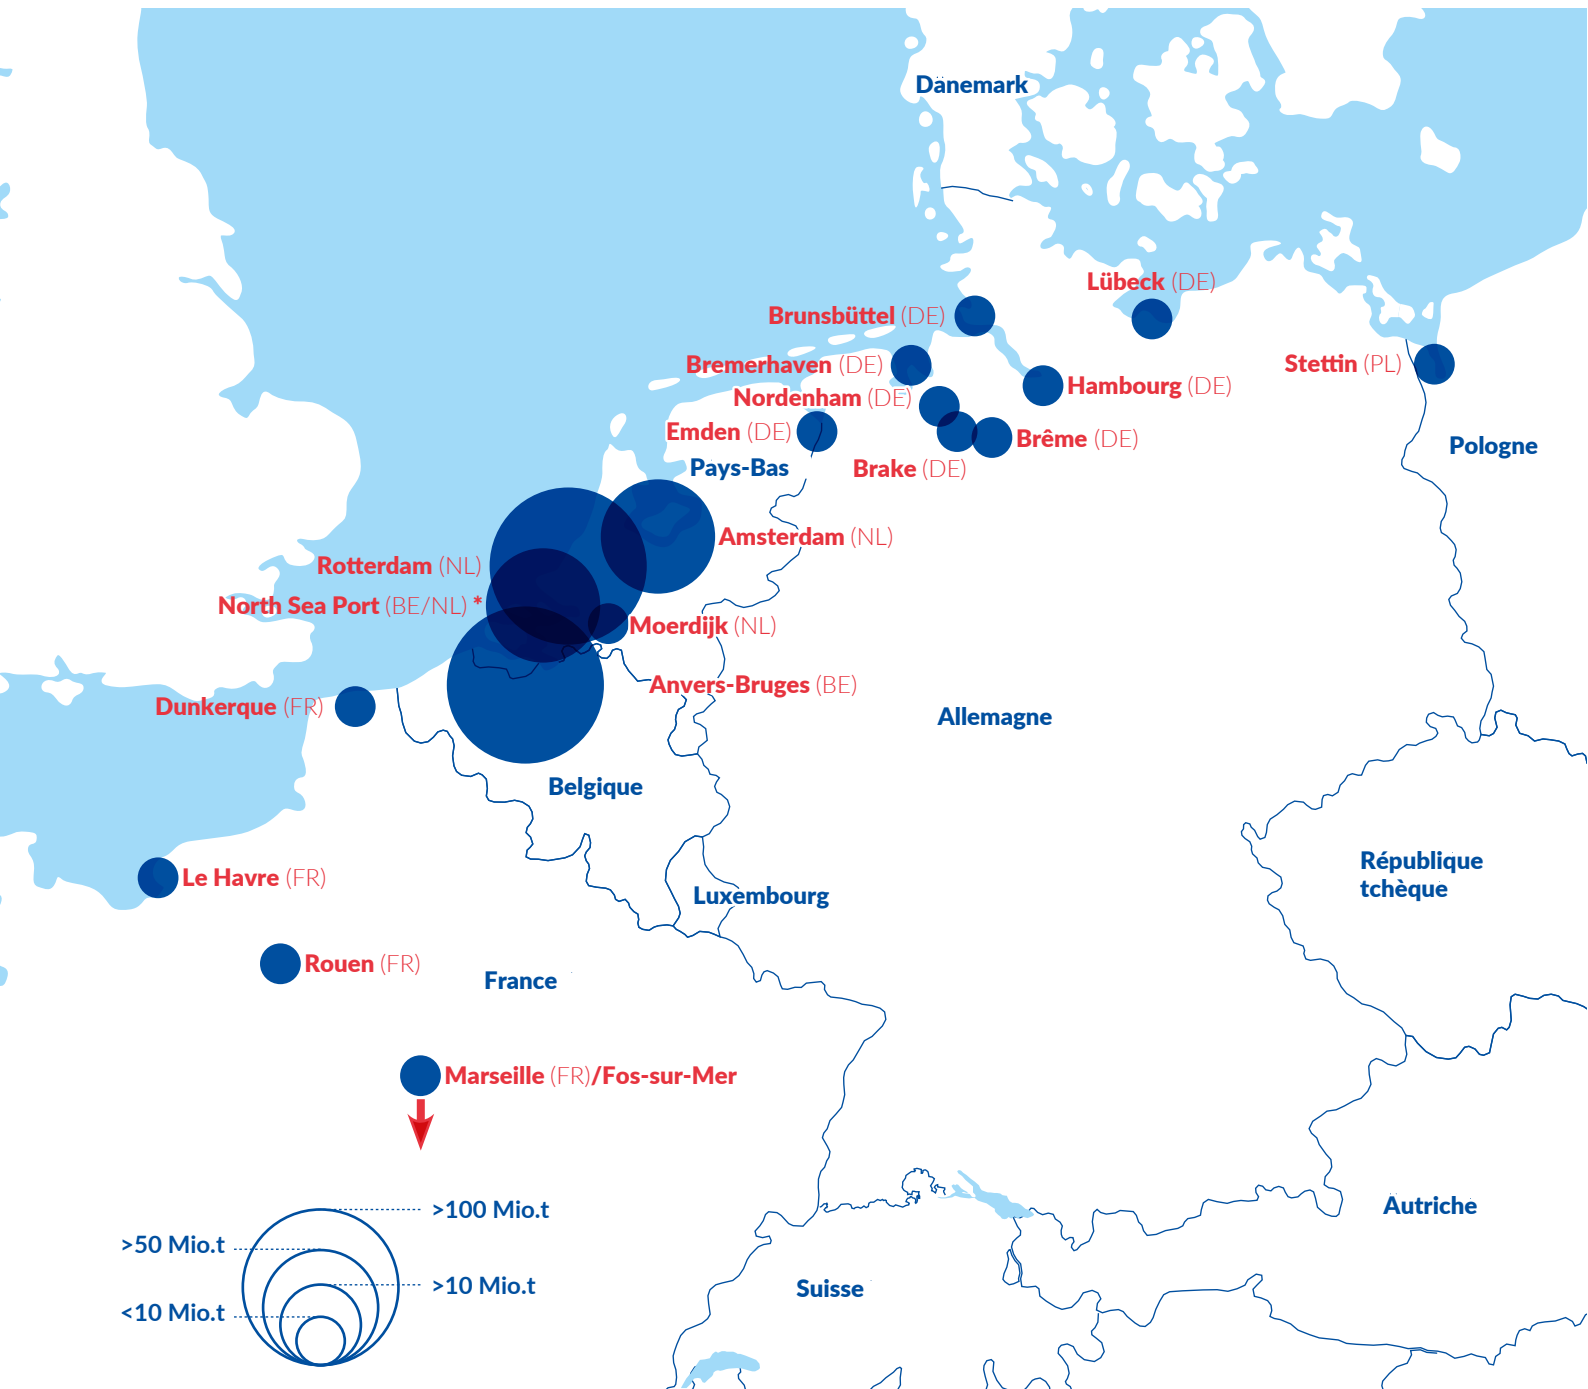 Dänemark
Lübeck (DE)
Brunsbüttel (DE)
Bremerhaven (DE)
Stettin (PL)
Hambourg (DE)
Nordenham (DE)
Emden (DE)
Brême (DE)
Pologne
Pays-Bas
Brake (DE)
Amsterdam (NL)
Rotterdam (NL)
North Sea Port (BE/NL) *
Moerdijk (NL)
Anvers-Bruges (BE)
Dunkerque (FR)
Allemagne
Belgique
République
tchèque
Le Havre (FR)
Luxembourg
Rouen (FR)
France
Marseille (FR)/Fos-sur-Mer
Autriche
>100 Mio.t
>50 Mio.t
>10 Mio.t
Suisse
<10 Mio.t